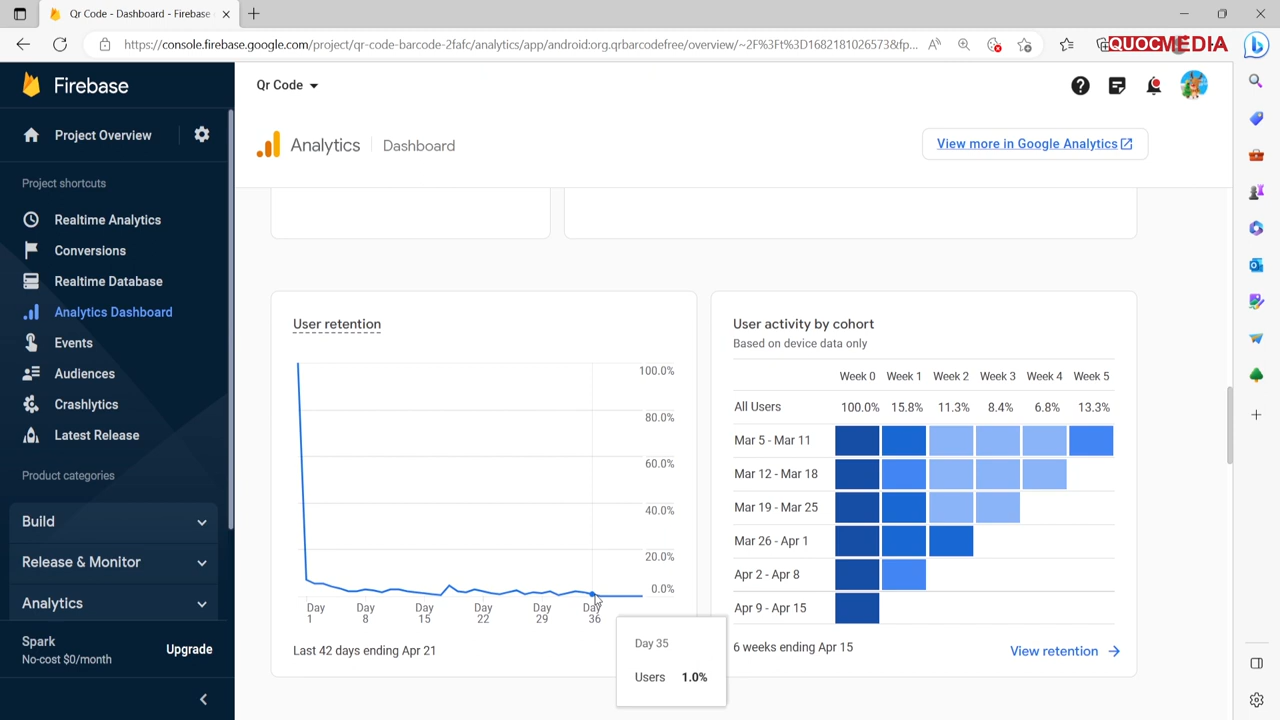 Qr Code - Dashboard - Firebase
https://console.firebase.google.com/project/qr-code-barcode-2fafc/analytics/app/android:org.qrbarcodefree/overview/~2F%3Ft%3D1682181026573&fp...
QUOCMEDIA
Firebase
Qr Code
Project Overview
Analytics
Dashboard
View more in Google Analytics
Project shortcuts
Realtime Analytics
Conversions
Realtime Database
Analytics Dashboard
Events
Audiences
Crashlytics
Latest Release
Product categories
Build
Release & Monitor
Analytics
Spark
No-cost $0/month
Upgrade
User retention
100.0%
80.0%
60.0%
40.0%
20.0%
0.0%
Day 1
Day 8
Day 15
Day 22
Day 29
Day 36
Last 42 days ending Apr 21
Day 35
Users 1.0%
User activity by cohort
Based on device data only
Week 0 Week 1 Week 2 Week 3 Week 4 Week 5
All Users 100.0% 15.8% 11.3% 8.4% 6.8% 13.3%
Mar 5 - Mar 11
Mar 12 - Mar 18
Mar 19 - Mar 25
Mar 26 - Apr 1
Apr 2 - Apr 8
Apr 9 - Apr 15
6 weeks ending Apr 15
View retention